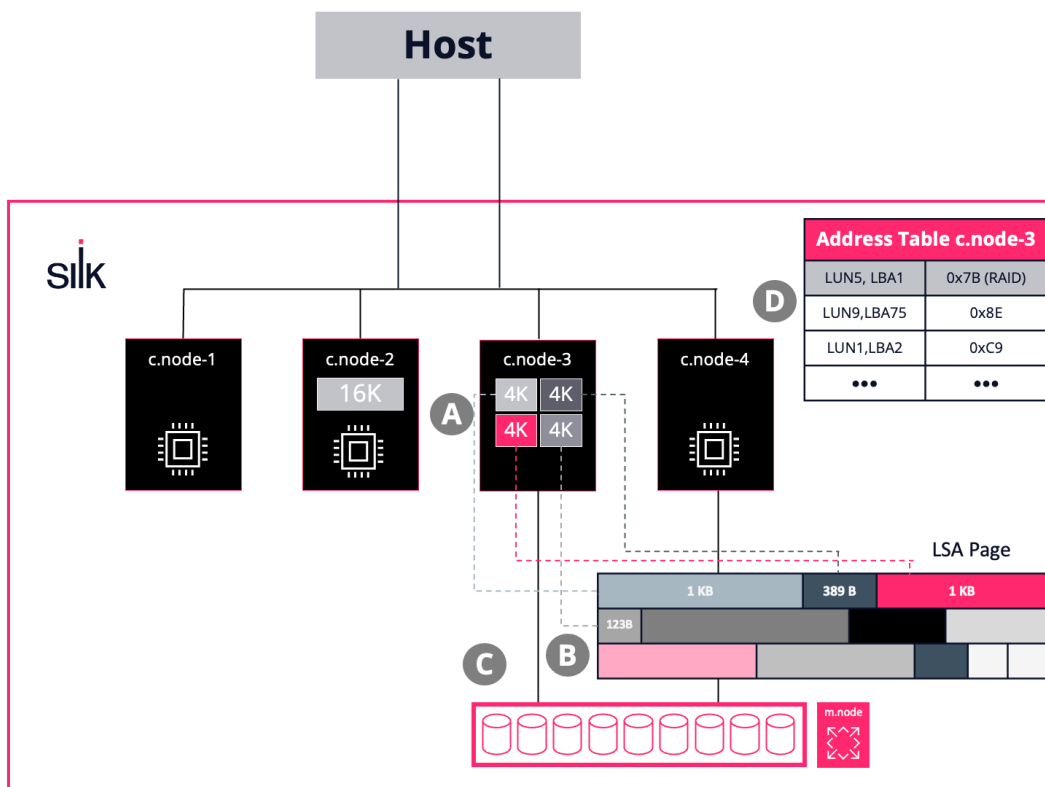 Host
silk
Address Table c.node-3
LUN5, LBA1
0x7B (RAID)
D
LUN9,LBA75
0x8E
LUN1,LBA2
0xC9
•••
•••
c.node-1
c.node-2
c.node-3
c.node-4
16K
A
4K
4K
4K
4K
LSA Page
1 KB
389 B
1 KB
123B
B
C
m.node